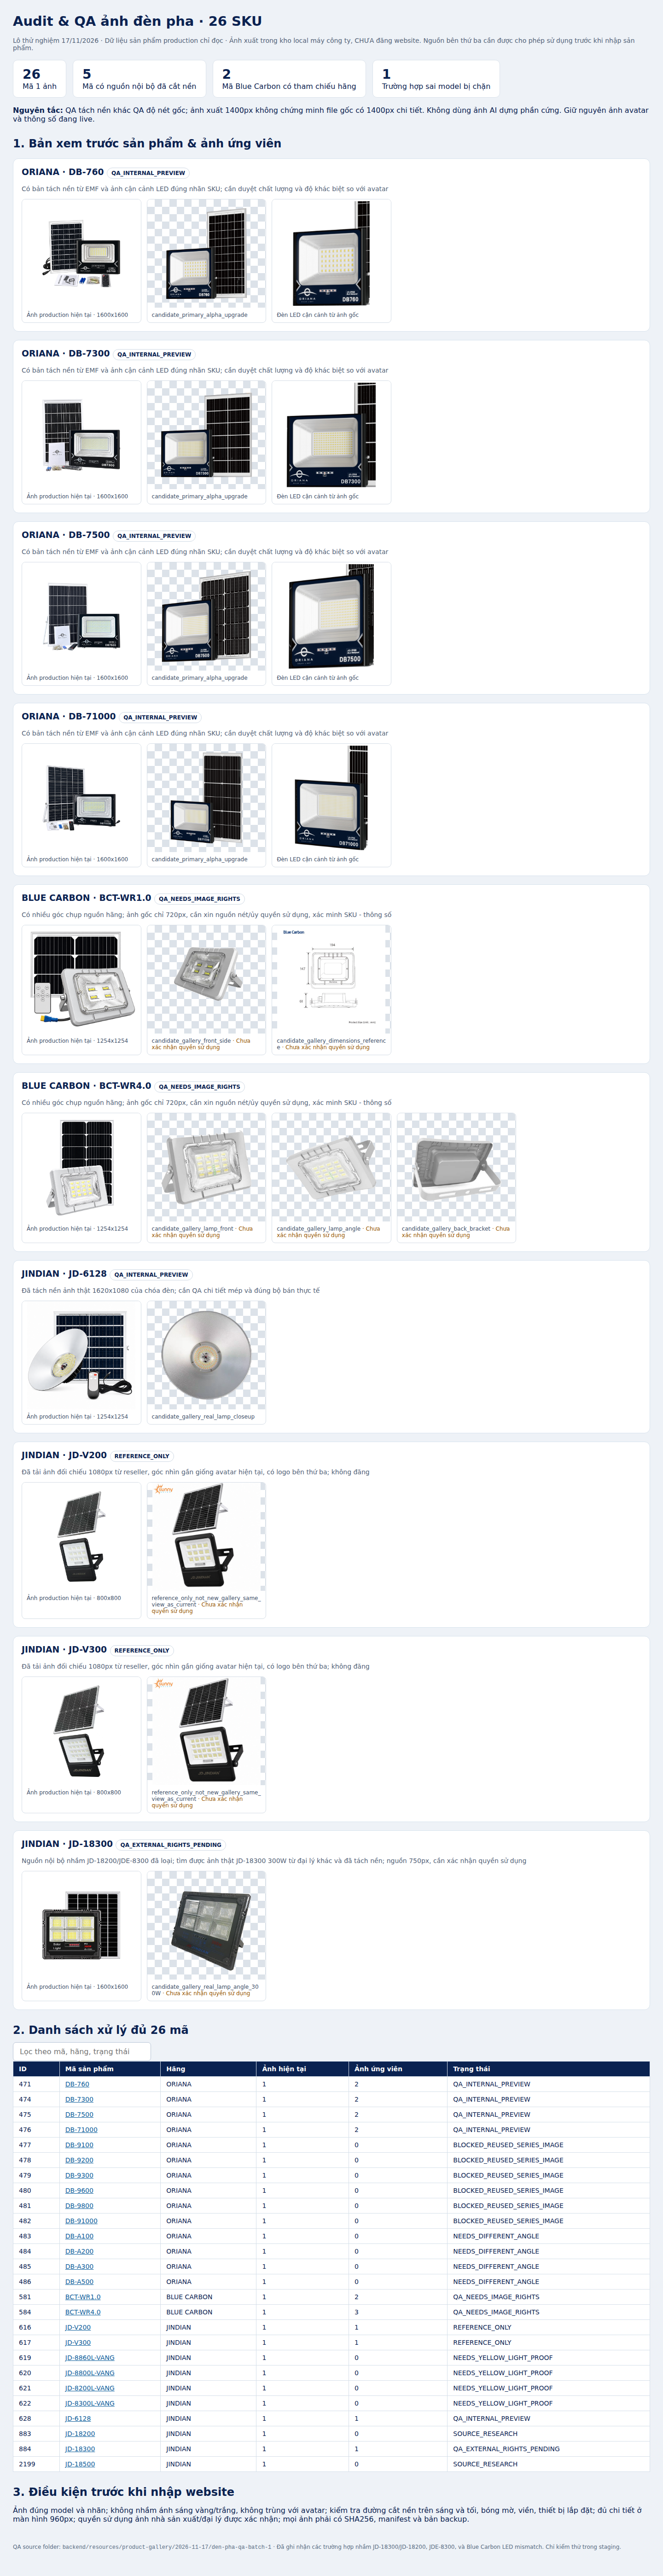 Audit & QA ảnh đèn pha · 26 SKU
Lô thử nghiệm 17/11/2026 · Dữ liệu sản phẩm production chỉ đọc · Ảnh xuất trong kho local máy công ty, CHƯA đăng website. Nguồn bên thứ ba cần được cho phép sử dụng trước khi nhập sản
phẩm.
26
Mã 1 ảnh
5
Mã có nguồn nội bộ đã cắt nền
2
Mã Blue Carbon có tham chiếu hãng
1
Trường hợp sai model bị chặn
Nguyên tắc: QA tách nền khác QA độ nét gốc; ảnh xuất 1400px không chứng minh file gốc có 1400px chi tiết. Không dùng ảnh AI dựng phần cứng. Giữ nguyên ảnh avatar
và thông số đang live.
1. Bản xem trước sản phẩm & ảnh ứng viên
ORIANA · DB-760 QA_INTERNAL_PREVIEW
Có bản tách nền từ EMF và ảnh cận cảnh LED đúng nhãn SKU; cần duyệt chất lượng và độ khác biệt so với avatar
ORIANA
DB760
ORIANA
DB760
Ảnh production hiện tại · 1600x1600
candidate_primary_alpha_upgrade
Đèn LED cận cảnh từ ảnh gốc
ORIANA · DB-7300 QA_INTERNAL_PREVIEW
Có bản tách nền từ EMF và ảnh cận cảnh LED đúng nhãn SKU; cần duyệt chất lượng và độ khác biệt so với avatar
DB7300
Ảnh production hiện tại · 1600x1600
candidate_primary_alpha_upgrade
Đèn LED cận cảnh từ ảnh gốc
ORIANA · DB-7500 QA_INTERNAL_PREVIEW
Có bản tách nền từ EMF và ảnh cận cảnh LED đúng nhãn SKU; cần duyệt chất lượng và độ khác biệt so với avatar
DB7500
Ảnh production hiện tại · 1600x1600
candidate_primary_alpha_upgrade
Đèn LED cận cảnh từ ảnh gốc
ORIANA · DB-71000 QA_INTERNAL_PREVIEW
Có bản tách nền từ EMF và ảnh cận cảnh LED đúng nhãn SKU; cần duyệt chất lượng và độ khác biệt so với avatar
DB71000
Ảnh production hiện tại · 1600x1600
candidate_primary_alpha_upgrade
Đèn LED cận cảnh từ ảnh gốc
BLUE CARBON · BCT-WR1.0 QA_NEEDS_IMAGE_RIGHTS
Có nhiều góc chụp nguồn hãng; ảnh gốc chỉ 720px, cần xin nguồn nét/ủy quyền sử dụng, xác minh SKU - thông số
Blue Carbon
Ảnh production hiện tại · 1254x1254
candidate_gallery_front_side · Chưa
xác nhận quyền sử dụng
candidate_gallery_dimensions_referenc
e · Chưa xác nhận quyền sử dụng
BLUE CARBON · BCT-WR4.0 QA_NEEDS_IMAGE_RIGHTS
Có nhiều góc chụp nguồn hãng; ảnh gốc chỉ 720px, cần xin nguồn nét/ủy quyền sử dụng, xác minh SKU - thông số
Ảnh production hiện tại · 1254x1254
candidate_gallery_lamp_front · Chưa
xác nhận quyền sử dụng
candidate_gallery_lamp_angle · Chưa
xác nhận quyền sử dụng
candidate_gallery_back_bracket · Chưa
xác nhận quyền sử dụng
JINDIAN · JD-6128 QA_INTERNAL_PREVIEW
Đã tách nền ảnh thật 1620x1080 của chóa đèn; cần QA chi tiết mép và đúng bộ bán thực tế
Ảnh production hiện tại · 1254x1254
candidate_gallery_real_lamp_closeup
JINDIAN · JD-V200 REFERENCE_ONLY
Đã tải ảnh đối chiếu 1080px từ reseller, góc nhìn gần giống avatar hiện tại, có logo bên thứ ba; không đăng
Ảnh production hiện tại · 800x800
reference_only_not_new_gallery_same_
view_as_current · Chưa xác nhận
quyền sử dụng
JINDIAN · JD-V300 REFERENCE_ONLY
Đã tải ảnh đối chiếu 1080px từ reseller, góc nhìn gần giống avatar hiện tại, có logo bên thứ ba; không đăng
Ảnh production hiện tại · 800x800
reference_only_not_new_gallery_same_
view_as_current · Chưa xác nhận
quyền sử dụng
JINDIAN · JD-18300 QA_EXTERNAL_RIGHTS_PENDING
Nguồn nội bộ nhầm JD-18200/JDE-8300 đã loại; tìm được ảnh thật JD-18300 300W từ đại lý khác và đã tách nền; nguồn 750px, cần xác nhận quyền sử dụng
Ảnh production hiện tại · 1600x1600
candidate_gallery_real_lamp_angle_30
0W · Chưa xác nhận quyền sử dụng
2. Danh sách xử lý đủ 26 mã
Lọc theo mã, hãng, trạng thái
ID Mã sản phẩm Hãng Ảnh hiện tại Ảnh ứng viên Trạng thái
471 DB-760 ORIANA 1 2 QA_INTERNAL_PREVIEW
474 DB-7300 ORIANA 1 2 QA_INTERNAL_PREVIEW
475 DB-7500 ORIANA 1 2 QA_INTERNAL_PREVIEW
476 DB-71000 ORIANA 1 2 QA_INTERNAL_PREVIEW
477 DB-9100 ORIANA 1 0 BLOCKED_REUSED_SERIES_IMAGE
478 DB-9200 ORIANA 1 0 BLOCKED_REUSED_SERIES_IMAGE
479 DB-9300 ORIANA 1 0 BLOCKED_REUSED_SERIES_IMAGE
480 DB-9600 ORIANA 1 0 BLOCKED_REUSED_SERIES_IMAGE
481 DB-9800 ORIANA 1 0 BLOCKED_REUSED_SERIES_IMAGE
482 DB-91000 ORIANA 1 0 BLOCKED_REUSED_SERIES_IMAGE
483 DB-A100 ORIANA 1 0 NEEDS_DIFFERENT_ANGLE
484 DB-A200 ORIANA 1 0 NEEDS_DIFFERENT_ANGLE
485 DB-A300 ORIANA 1 0 NEEDS_DIFFERENT_ANGLE
486 DB-A500 ORIANA 1 0 NEEDS_DIFFERENT_ANGLE
581 BCT-WR1.0 BLUE CARBON 1 2 QA_NEEDS_IMAGE_RIGHTS
584 BCT-WR4.0 BLUE CARBON 1 3 QA_NEEDS_IMAGE_RIGHTS
616 JD-V200 JINDIAN 1 1 REFERENCE_ONLY
617 JD-V300 JINDIAN 1 1 REFERENCE_ONLY
619 JD-8860L-VANG JINDIAN 1 0 NEEDS_YELLOW_LIGHT_PROOF
620 JD-8800L-VANG JINDIAN 1 0 NEEDS_YELLOW_LIGHT_PROOF
621 JD-8200L-VANG JINDIAN 1 0 NEEDS_YELLOW_LIGHT_PROOF
622 JD-8300L-VANG JINDIAN 1 0 NEEDS_YELLOW_LIGHT_PROOF
628 JD-6128 JINDIAN 1 1 QA_INTERNAL_PREVIEW
883 JD-18200 JINDIAN 1 0 SOURCE_RESEARCH
884 JD-18300 JINDIAN 1 1 QA_EXTERNAL_RIGHTS_PENDING
2199 JD-18500 JINDIAN 1 0 SOURCE_RESEARCH
3. Điều kiện trước khi nhập website
Ảnh đúng model và nhãn; không nhầm ánh sáng vàng/trắng, không trùng với avatar; kiểm tra đường cắt nền trên sáng và tối, bóng mờ, viền, thiết bị lắp đặt; đủ chi tiết ở
màn hình 960px; quyền sử dụng ảnh nhà sản xuất/đại lý được xác nhận; mọi ảnh phải có SHA256, manifest và bản backup.
QA source folder: backend/resources/product-gallery/2026-11-17/den-pha-qa-batch-1 · Đã ghi nhận các trường hợp nhầm JD-18300/JD-18200, JDE-8300, và Blue Carbon LED mismatch. Chỉ kiểm thử trong staging.